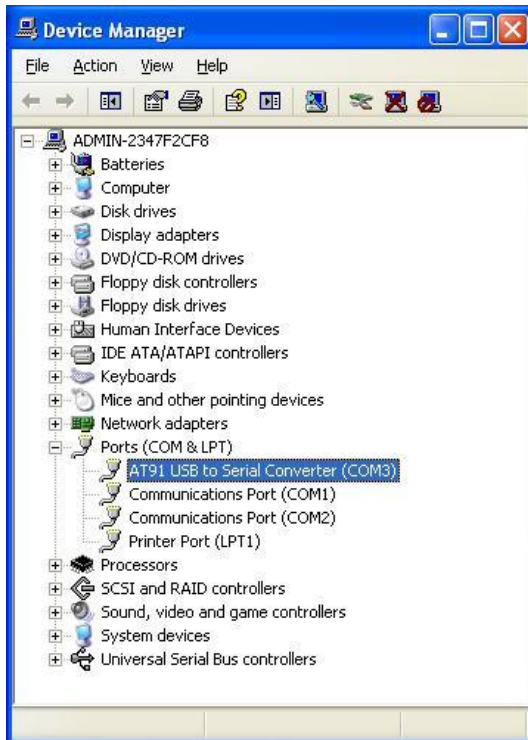 Device Manager
File Action View Help
ADMIN-2347F2CF8
Batteries
Computer
Disk drives
Display adapters
DVD/CD-ROM drives
Floppy disk controllers
Floppy disk drives
Human Interface Devices
IDE ATA/ATAPI controllers
Keyboards
Mice and other pointing devices
Network adapters
Ports (COM & LPT)
AT91 USB to Serial Converter (COM3)
Communications Port (COM1)
Communications Port (COM2)
Printer Port (LPT1)
Processors
SCSI and RAID controllers
Sound, video and game controllers
System devices
Universal Serial Bus controllers